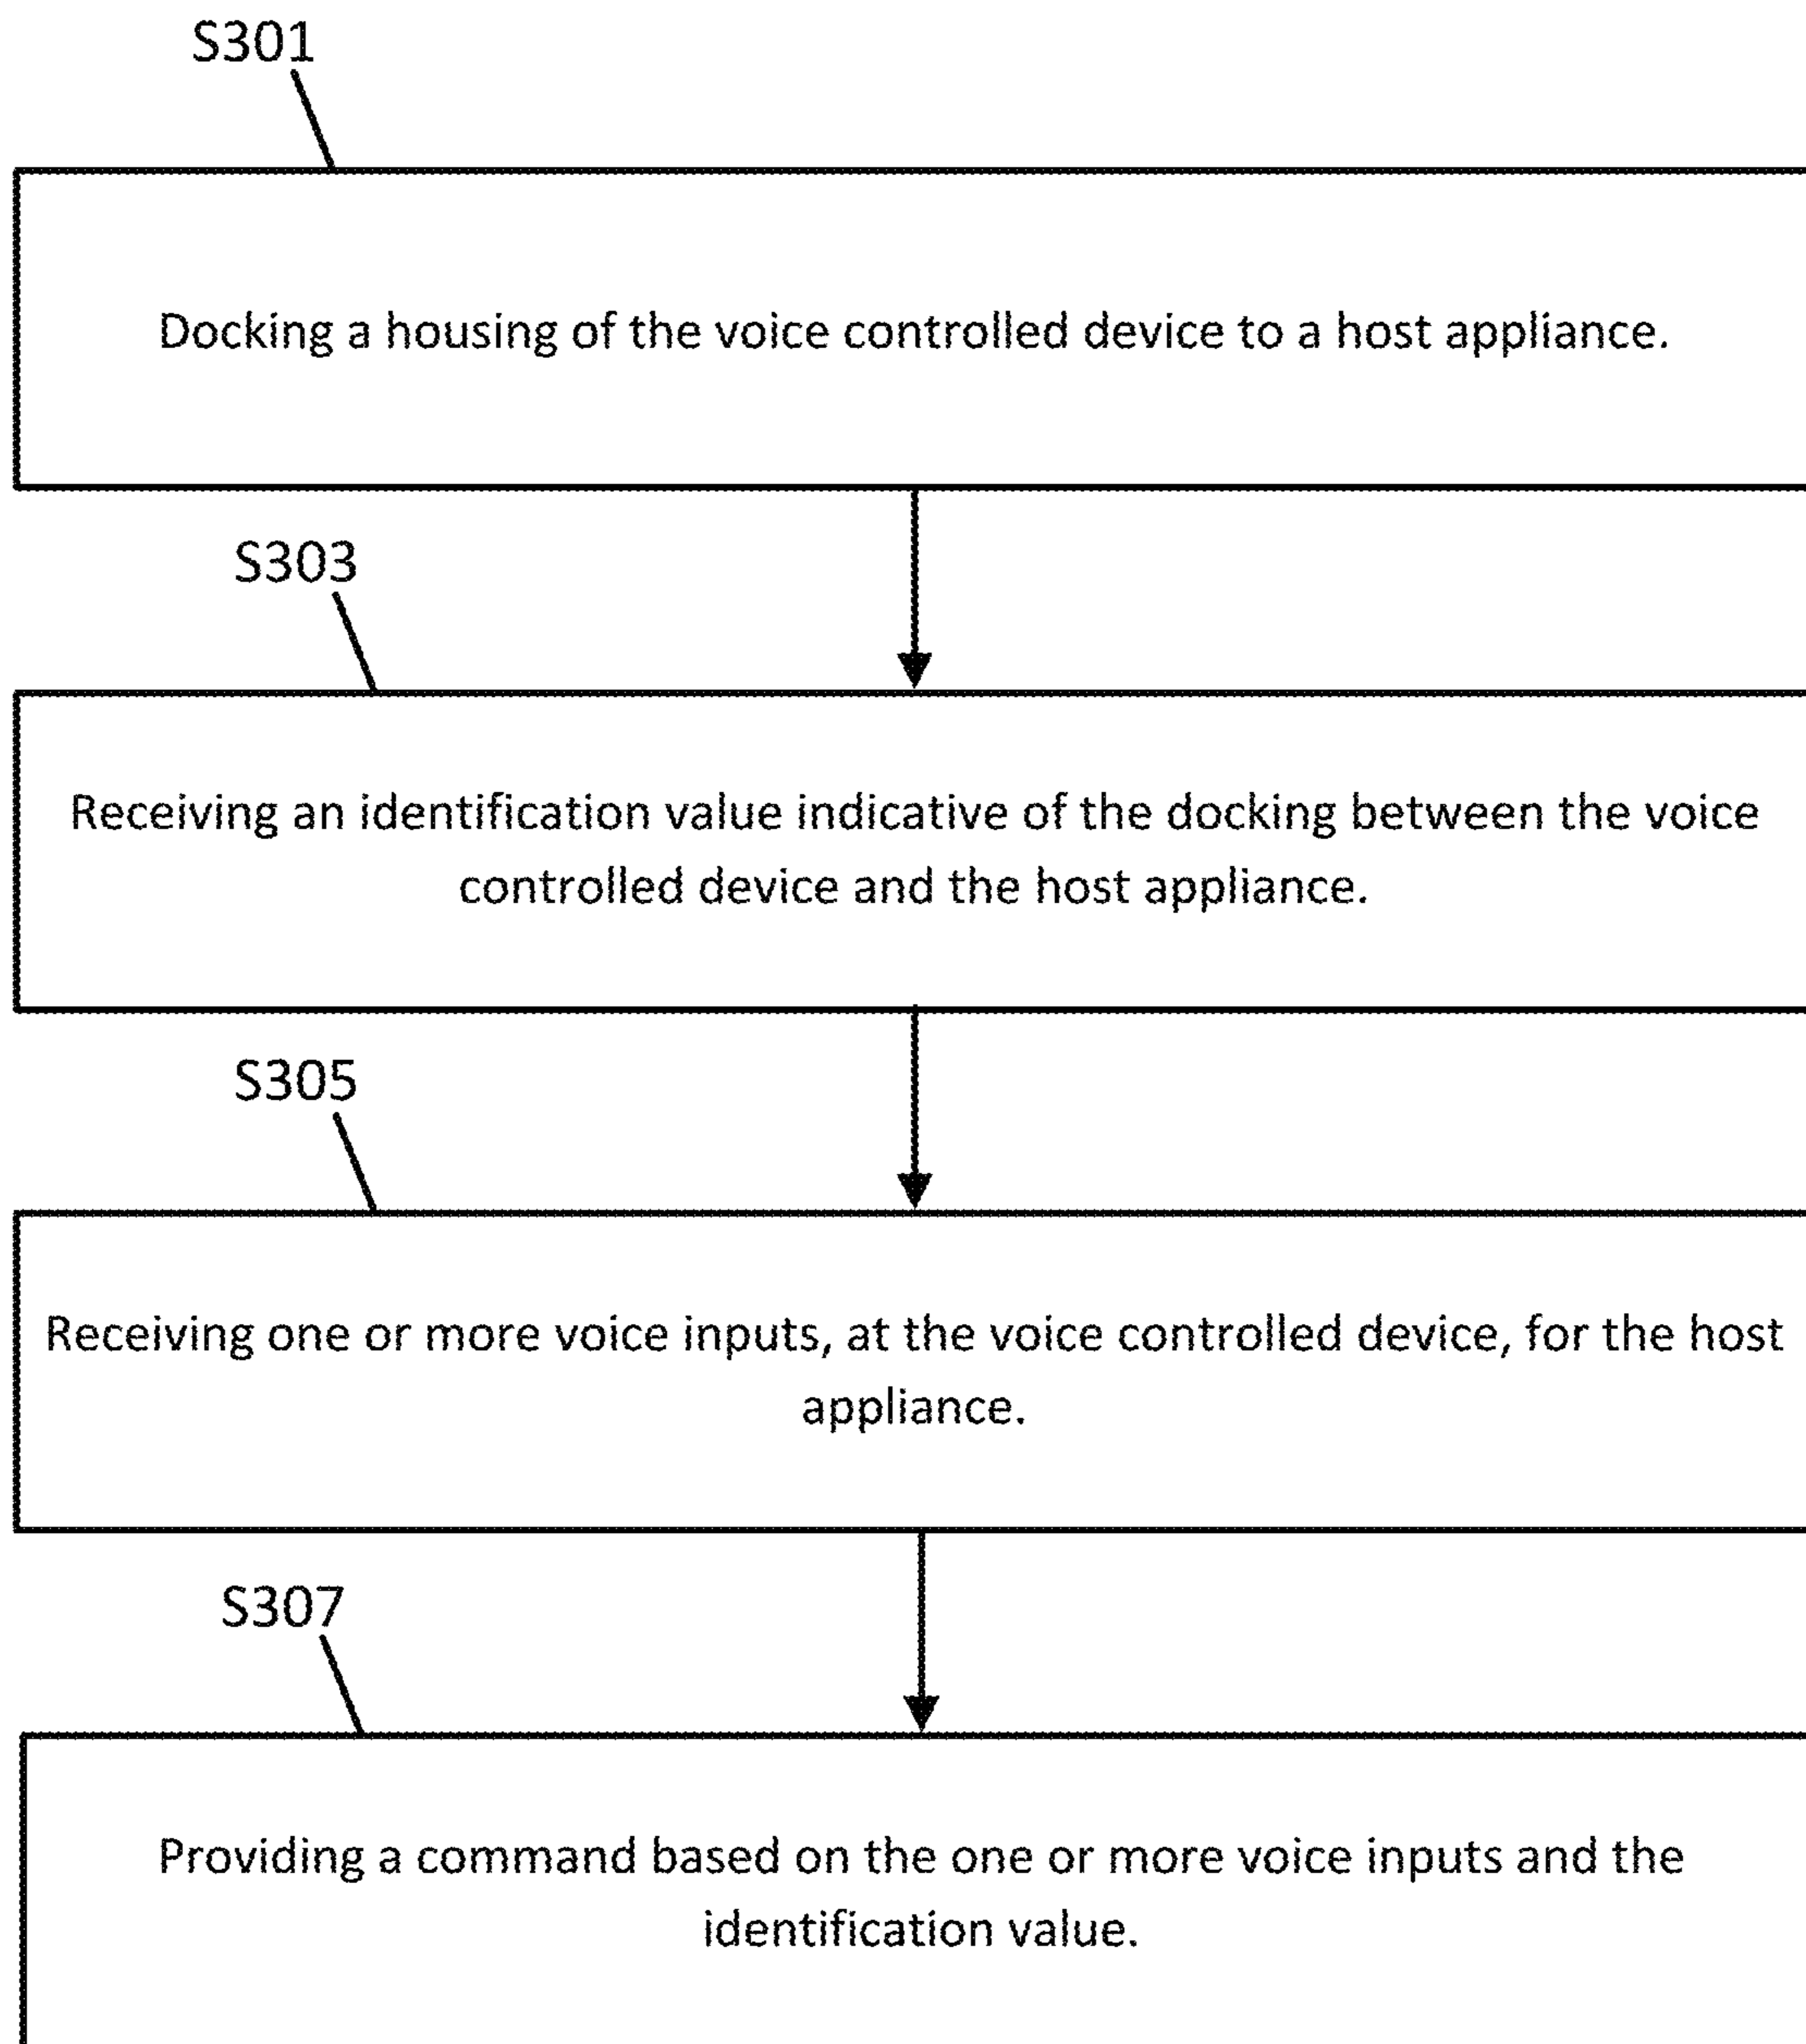 S301
Docking a housing of the voice controlled device to a host appliance.
S303
Receiving an identification value indicative of the docking between the voice
controlled device and the host appliance.
S305
Receiving one or more voice inputs, at the voice controlled device, for the host
appliance.
S307
Providing a command based on the one or more voice inputs and the
identification value.